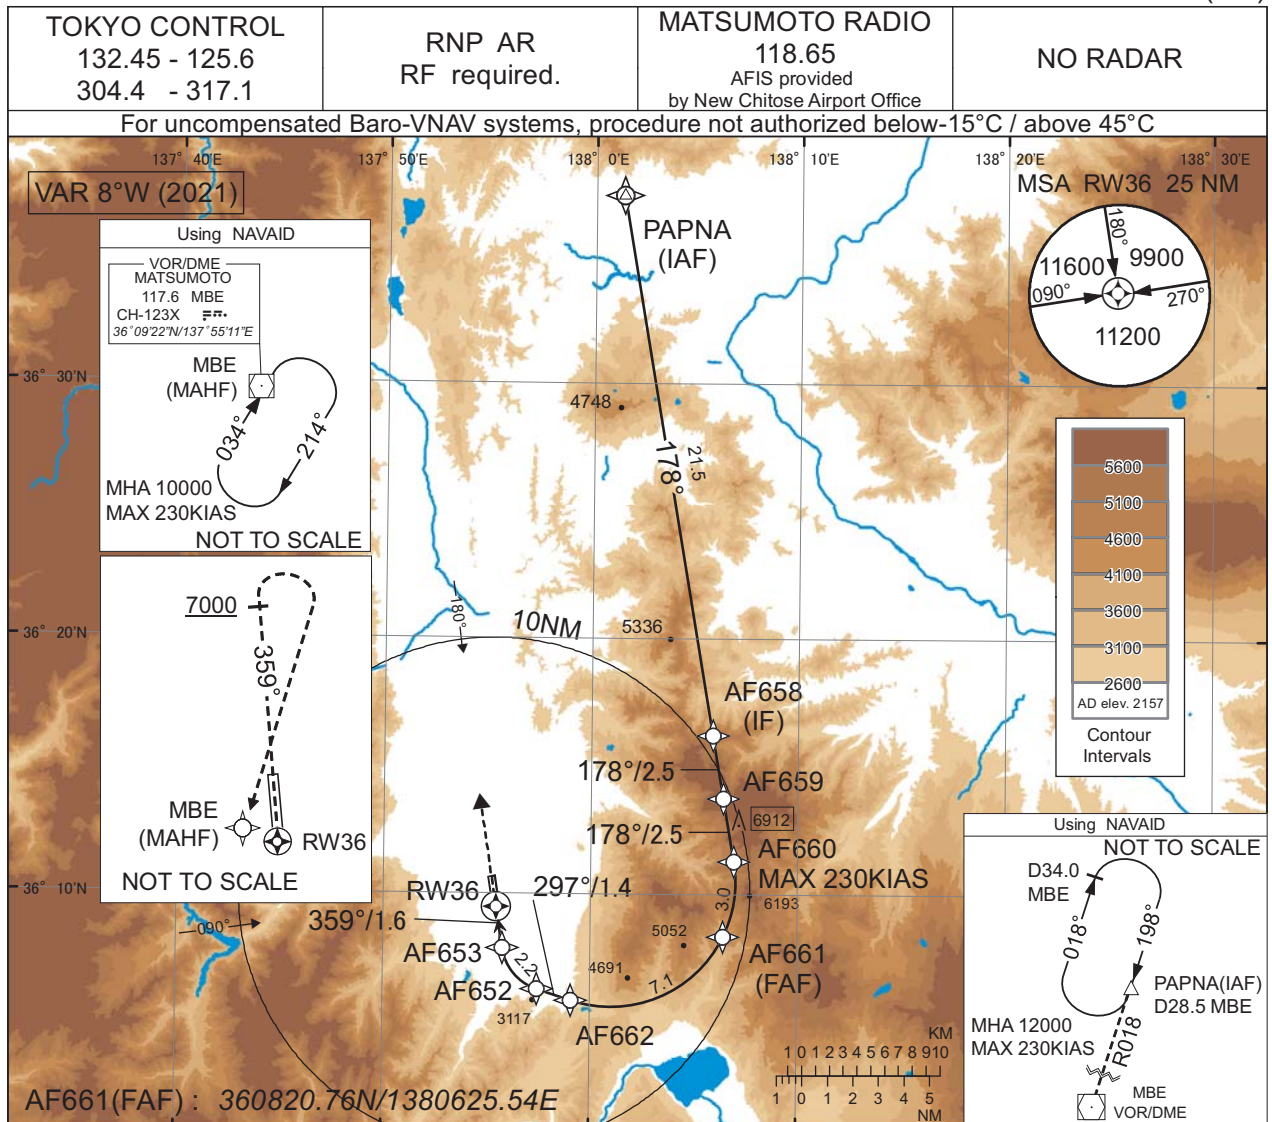 TOKYO CONTROL
132.45 - 125.6
304.4 - 317.1
RNP AR
RF required.
MATSUMOTO RADIO
118.65
AFIS provided
by New Chitose Airport Office
NO RADAR
For uncompensated Baro-VNAV systems, procedure not authorized below-15°C / above 45°C
137° 40'E
137° 50'E
138° 0'E
138° 10'E
138° 20'E
138° 30'E
VAR 8°W (2021)
Using NAVAID
VOR/DME
MATSUMOTO
117.6 MBE
CH-123X
36°09'22"N/137°55'11"E
MBE
(MAHF)
034°
214°
MHA 10000
MAX 230KIAS
NOT TO SCALE
7000
359°
MBE
(MAHF)
RW36
NOT TO SCALE
PAPNA
(IAF)
MSA RW36 25 NM
180°
11600
9900
090°
270°
11200
36° 30'N
4748
178°
21.5
5600
5100
4600
4100
3600
3100
2600
AD elev. 2157
Contour
Intervals
180°
10NM
36° 20'N
5336
AF658
(IF)
178°/2.5
AF659
6912
178°/2.5
AF660
MAX 230KIAS
36° 10'N
RW36
297°/1.4
3.0
6193
090°
359°/1.6
5052
AF661
(FAF)
AF653
2.2
4691
7.1
AF652
3117
AF662
Using NAVAID
NOT TO SCALE
D34.0
MBE
018°
198°
PAPNA(IAF)
D28.5 MBE
MHA 12000
MAX 230KIAS
R018
MBE
VOR/DME
KM
1 0 1 2 3 4 5 6 7 8 9 10
1 0 1 2 3 4 5
NM
AF661(FAF) : 360820.76N/1380625.54E